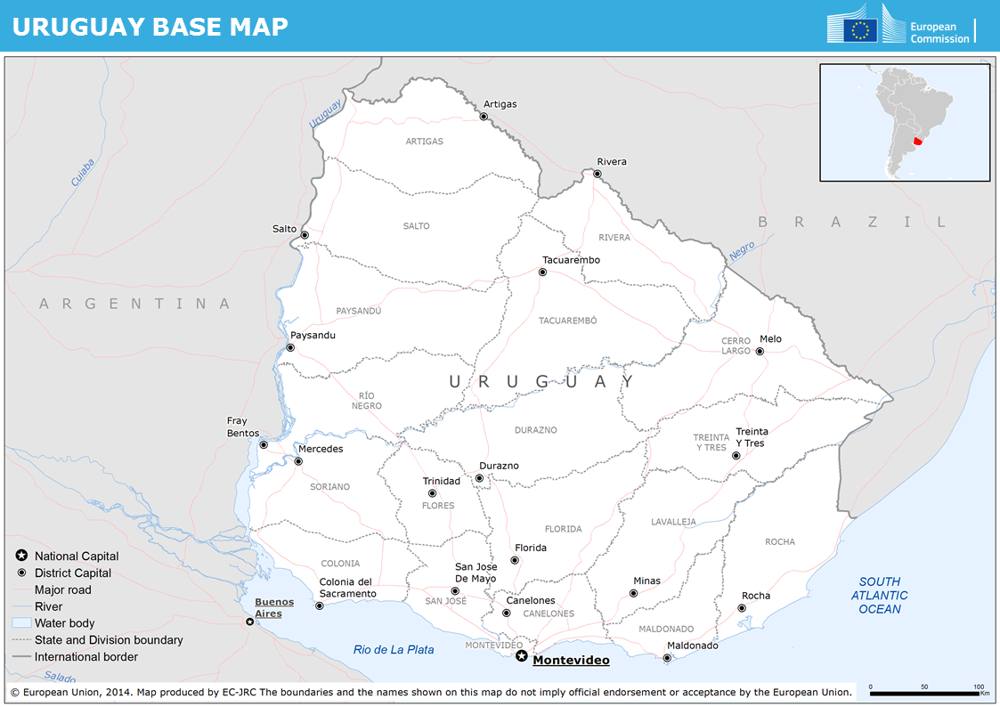 URUGUAY BASE MAP
European
Commission
Uruguay
Artigas
ARTIGAS
Cuiaba
Rivera
BRAZIL
Salto
SALTO
RIVERA
Negro
Tacuarembo
ARGENTINA
PAYSANDÚ
TACUAREMBÓ
Paysandu
CERRO
LARGO
Melo
URUGUAY
RÍO
NEGRO
Fray
Bentos
DURAZNO
TREINTA
Y TRES
Treinta
Y Tres
Mercedes
Durazno
SORIANO
Trinidad
FLORES
FLORIDA
LAVALLEJA
ROCHA
Florida
COLONIA
San Jose
De Mayo
Colonia del
Sacramento
SAN JOSÉ
Canelones
CANELONES
Minas
Rocha
SOUTH
ATLANTIC
OCEAN
Buenos
Aires
MALDONADO
Maldonado
MONTEVIDEO
Montevideo
Rio de La Plata
Salado
National Capital
District Capital
Major road
River
Water body
State and Division boundary
International border
© European Union, 2014. Map produced by EC-JRC The boundaries and the names shown on this map do not imply official endorsement or acceptance by the European Union.
0 50 100
Km